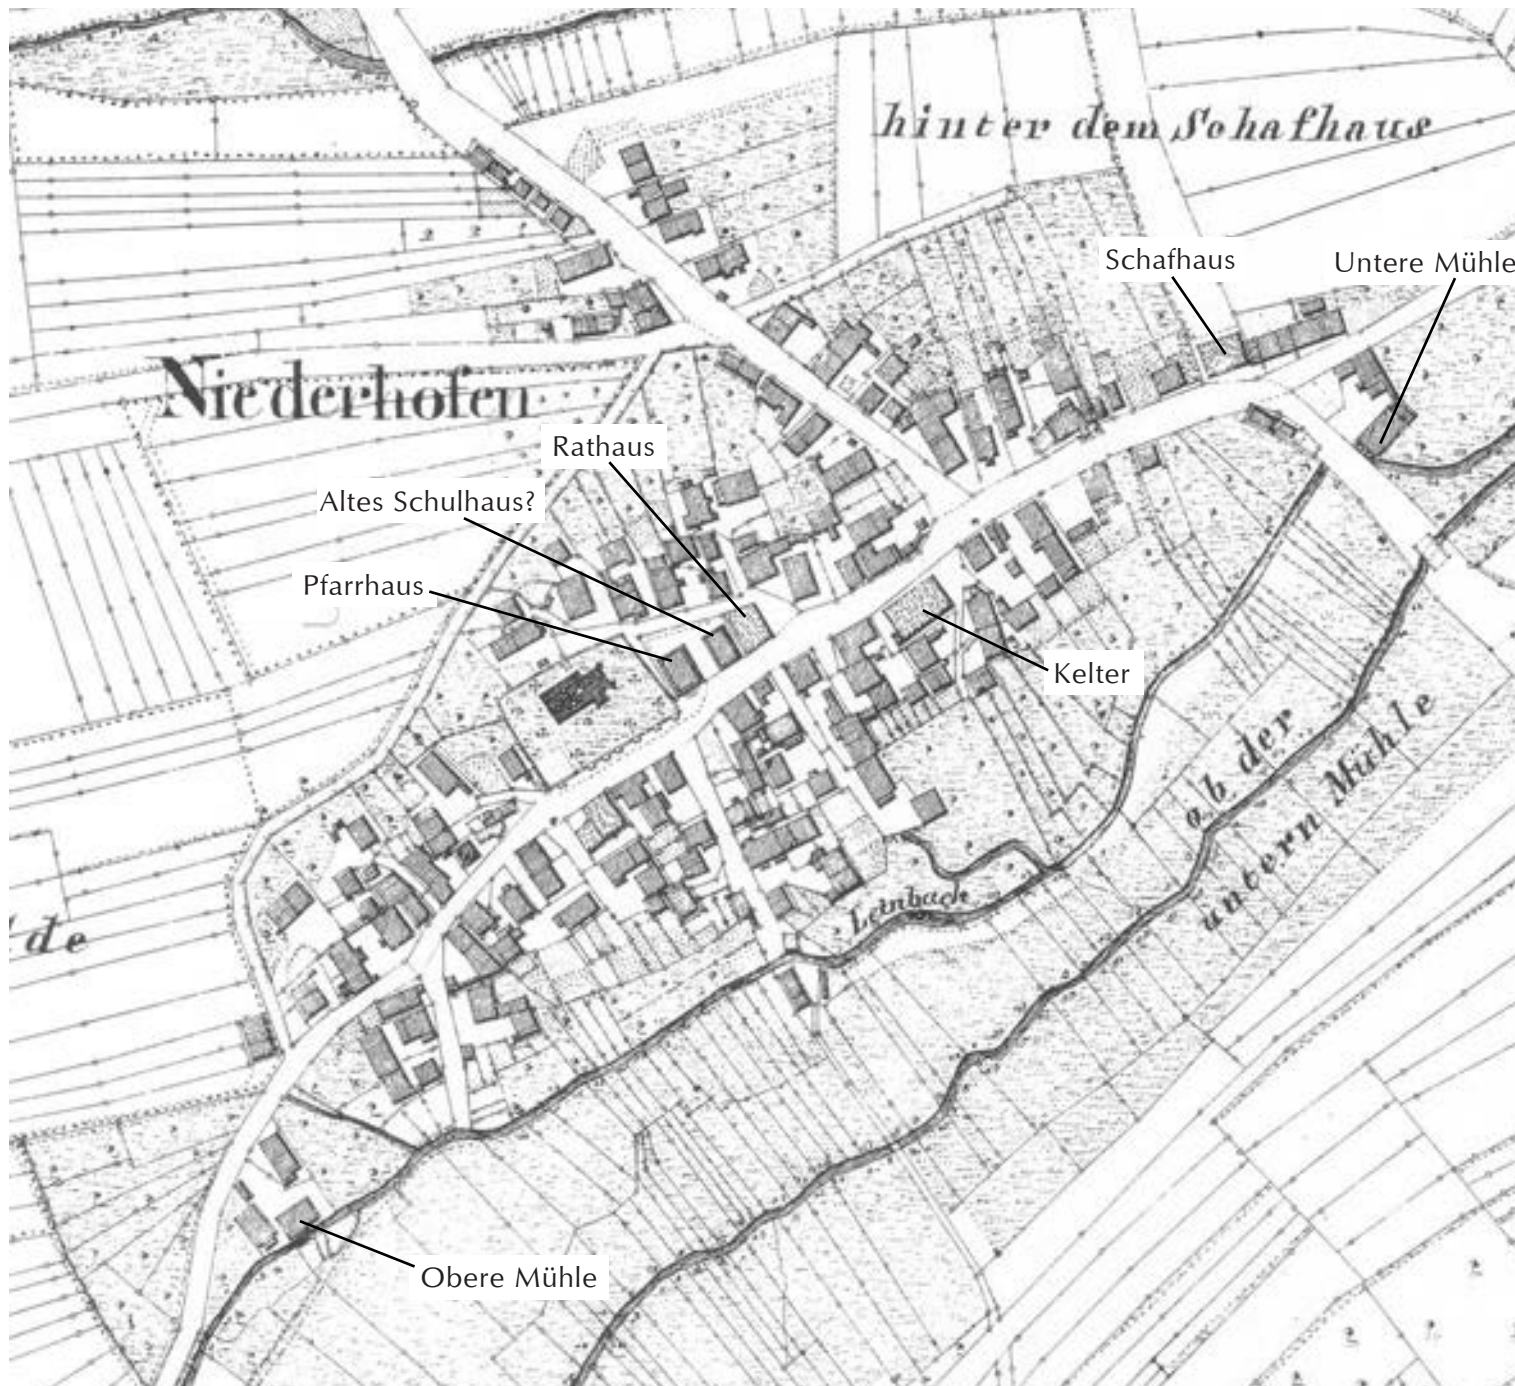 hinter dem Schafhaus
Schafhaus
Untere Mühle
Niederhofen
Rathaus
Altes Schulhaus?
Pfarrhaus
Kelter
ob der
untern Mühle
Leinbach
de
Obere Mühle